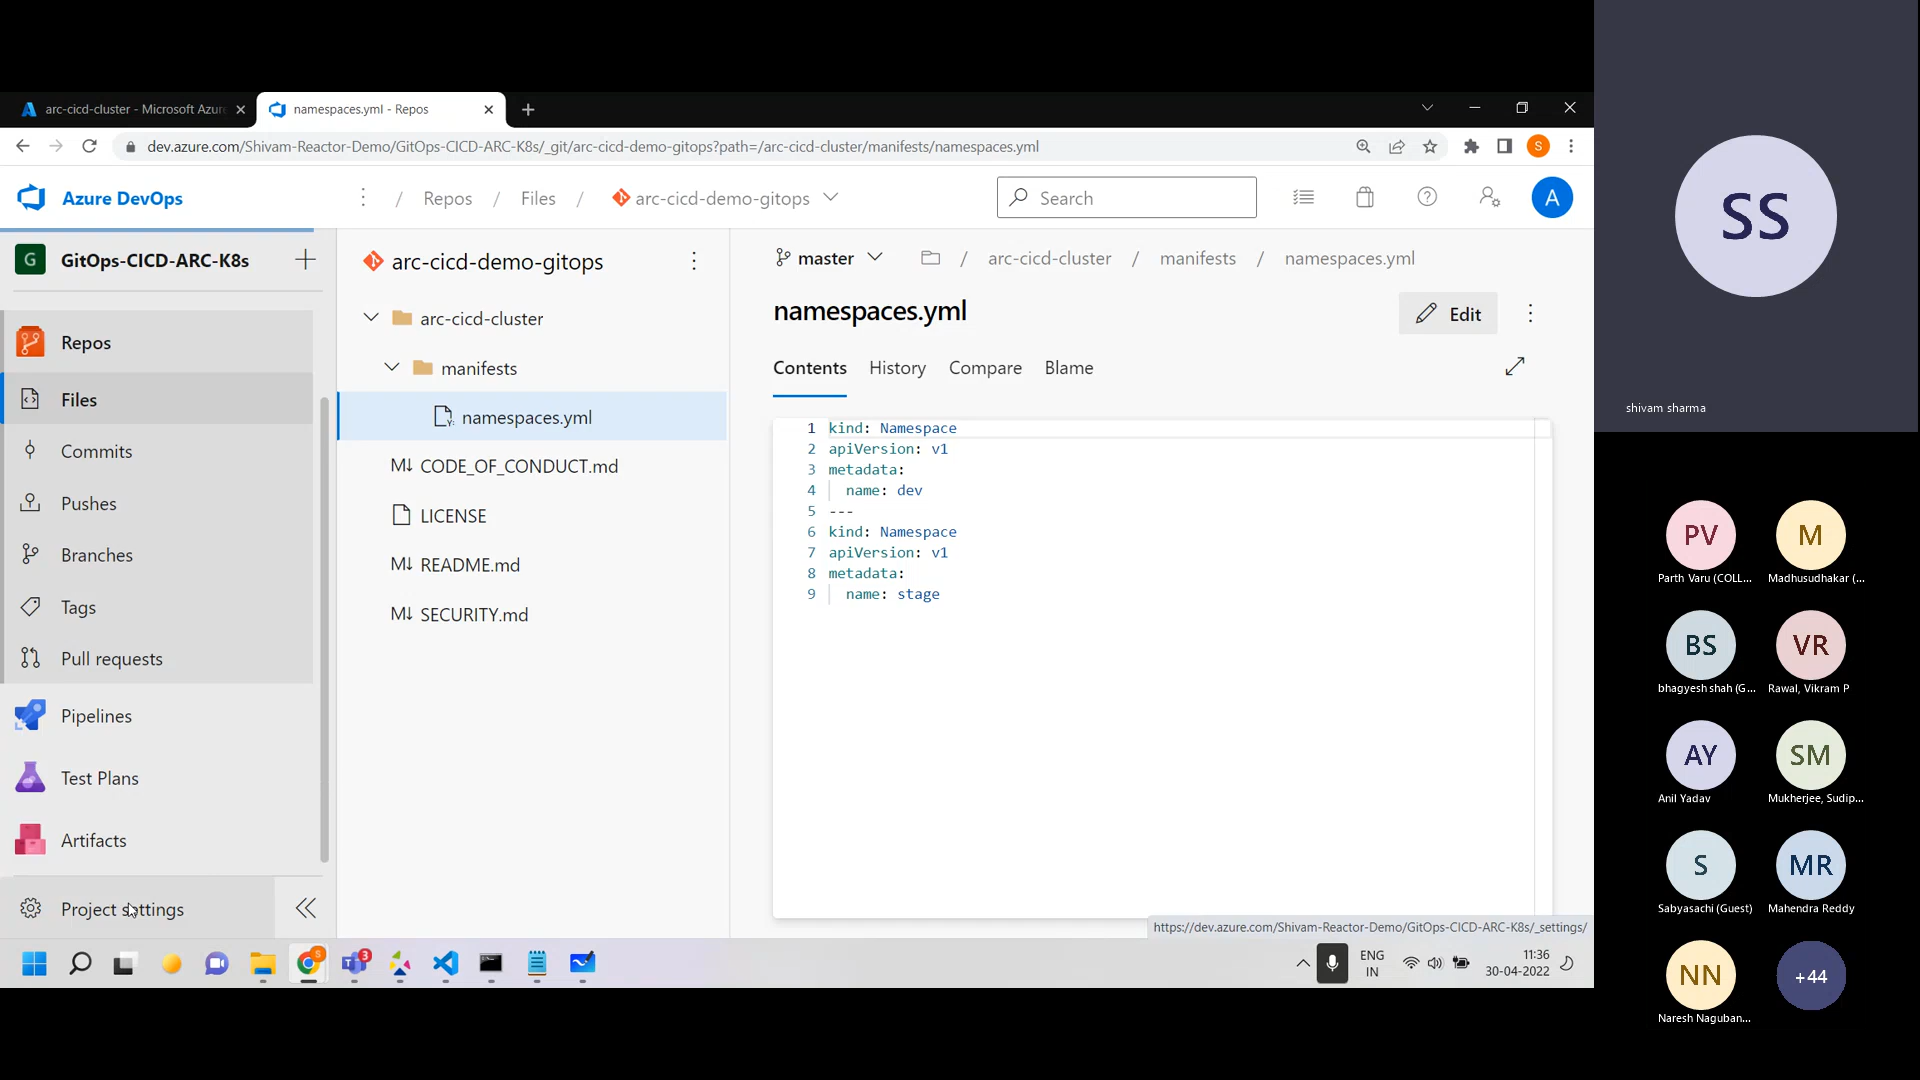 arc-cicd-cluster - Microsoft Azur
namespaces.yml - Repos
dev.azure.com/Shivam-Reactor-Demo/GitOps-CICD-ARC-K8s/_git/arc-cicd-demo-gitops?path=/arc-cicd-cluster/manifests/namespaces.yml
S
Azure DevOps
/ Repos / Files / arc-cicd-demo-gitops
Search
A
G GitOps-CICD-ARC-K8s
Repos
Files
Commits
Pushes
Branches
Tags
Pull requests
Pipelines
Test Plans
Artifacts
Project settings
arc-cicd-demo-gitops
arc-cicd-cluster
manifests
namespaces.yml
M↓ CODE_OF_CONDUCT.md
LICENSE
M↓ README.md
M↓ SECURITY.md
master / arc-cicd-cluster / manifests / namespaces.yml
namespaces.yml
Edit
Contents History Compare Blame
1 kind: Namespace
2 apiVersion: v1
3 metadata:
4 name: dev
5 ---
6 kind: Namespace
7 apiVersion: v1
8 metadata:
9 name: stage
https://dev.azure.com/Shivam-Reactor-Demo/GitOps-CICD-ARC-K8s/_settings/
S
3
ENG
IN
11:36
30-04-2022
SS
shivam sharma
PV
Parth Varu (COLL...
M
Madhusudhakar (...
BS
bhagyesh shah (G...
VR
Rawal, Vikram P
AY
Anil Yadav
SM
Mukherjee, Sudip...
S
Sabyasachi (Guest)
MR
Mahendra Reddy
NN
Naresh Naguban...
+44